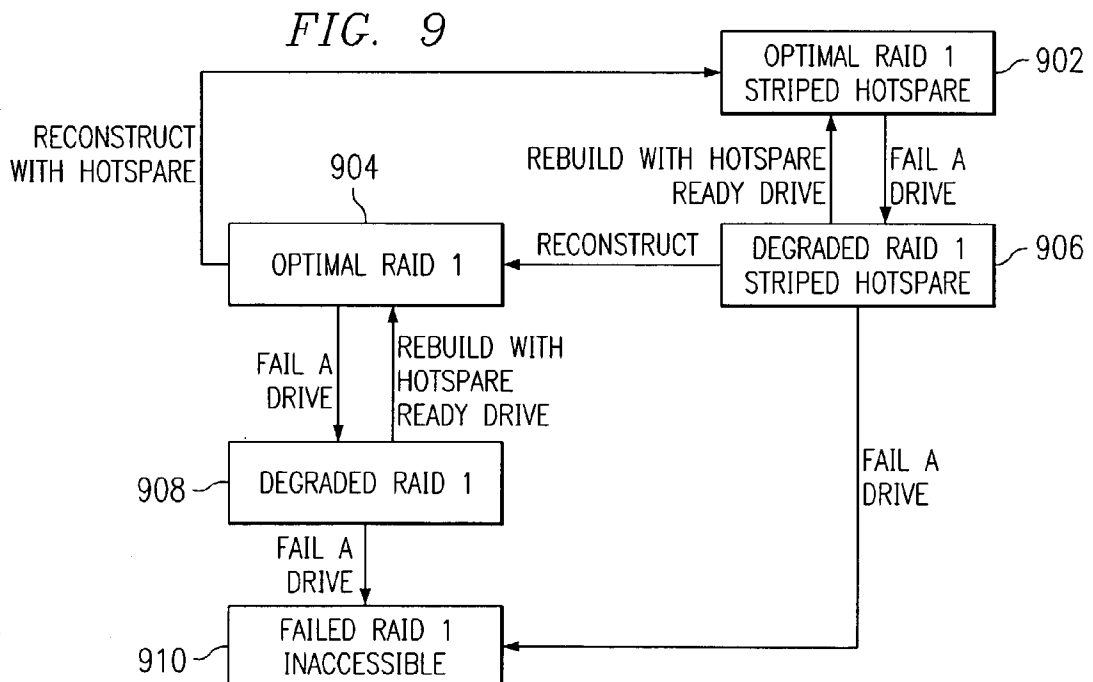 FIG. 9
OPTIMAL RAID 1
STRIPED HOTSPARE
902
RECONSTRUCT
WITH HOTSPARE
904
REBUILD WITH HOTSPARE
READY DRIVE
FAIL A
DRIVE
OPTIMAL RAID 1
RECONSTRUCT
DEGRADED RAID 1
STRIPED HOTSPARE
906
FAIL A
DRIVE
REBUILD WITH
HOTSPARE
READY DRIVE
908
DEGRADED RAID 1
FAIL A
DRIVE
FAIL A
DRIVE
910
FAILED RAID 1
INACCESSIBLE